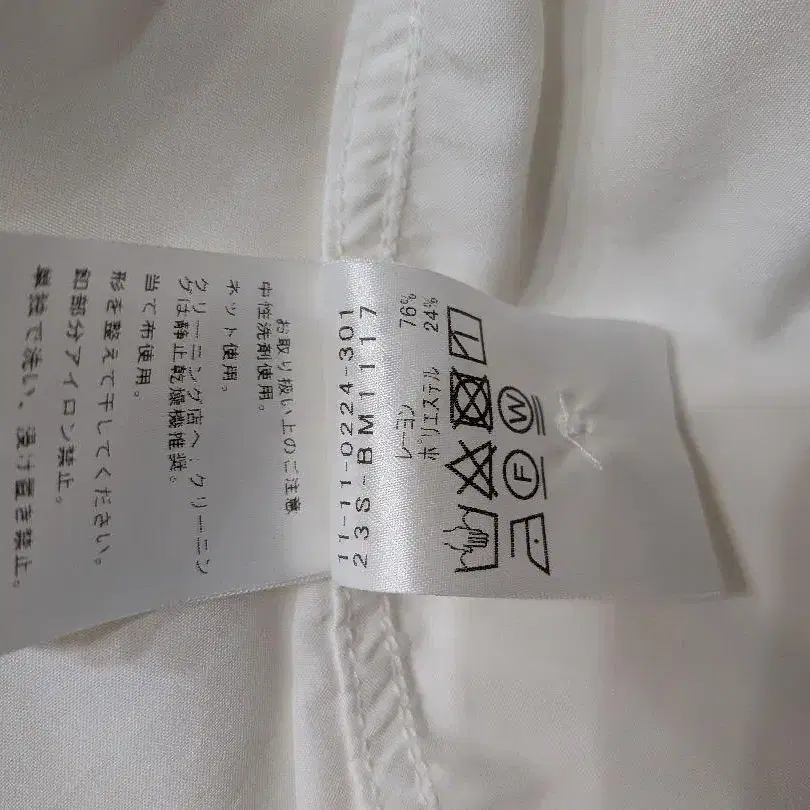 お取り扱い上のご注意
中性洗剤使用。
ネット使用。
クリーニング店へ:クリーニン
グは静止乾燥機推奨。
当て布使用。
形を整えて干してください。
釦部分アイロン禁止。
単独で洗い、漬け置き禁止。
11-11-0224-301
23S-BM1117
レーヨン 76%
ポリエステル 24%
F W